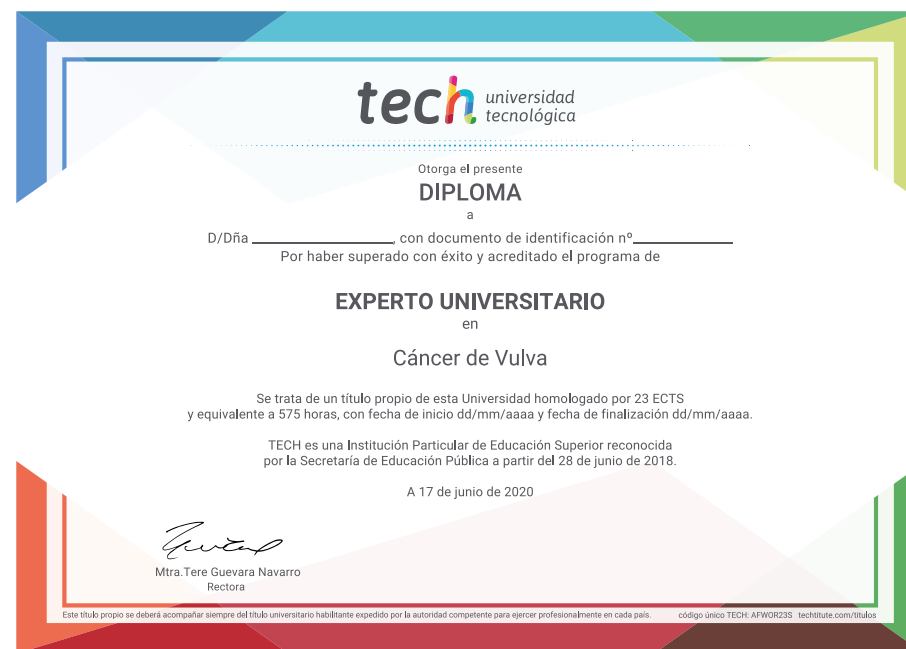 tech universidad
tecnológica
Otorga el presente
DIPLOMA
a
D/Dña ____________________, con documento de identificación nº______________
Por haber superado con éxito y acreditado el programa de
EXPERTO UNIVERSITARIO
en
Cáncer de Vulva
Se trata de un título propio de esta Universidad homologado por 23 ECTS
y equivalente a 575 horas, con fecha de inicio dd/mm/aaaa y fecha de finalización dd/mm/aaaa.
TECH es una Institución Particular de Educación Superior reconocida
por la Secretaría de Educación Pública a partir del 28 de junio de 2018.
A 17 de junio de 2020
Mtra.Tere Guevara Navarro
Rectora
Este título propio se deberá acompañar siempre del título universitario habilitante expedido por la autoridad competente para ejercer profesionalmente en cada país. código único TECH: AFWOR23S techtitute.com/titulos